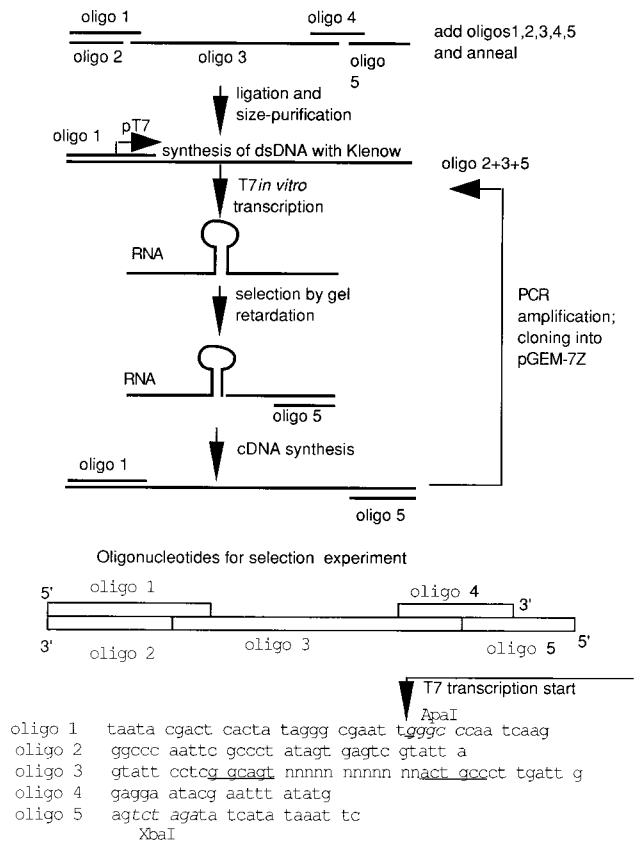 oligo 1
oligo 4
oligo 2
oligo 3
oligo
5
add oligos1,2,3,4,5
and anneal
ligation and
size-purification
oligo 1
pT7
synthesis of dsDNA with Klenow
oligo 2+3+5
T7 in vitro
transcription
RNA
selection by gel
retardation
PCR
amplification;
cloning into
pGEM-7Z
RNA
oligo 5
cDNA synthesis
oligo 1
oligo 5
Oligonucleotides for selection experiment
5'
oligo 1
oligo 4
3'
3'
oligo 2
oligo 3
oligo 5
5'
T7 transcription start
ApaI
oligo 1 taata cgact cacta taggg cgaat tgggc ccaa tcaag
oligo 2 ggccc aattc gccct atagt gagtc gtatt a
oligo 3 gtatt cctcg gcagt nnnnn nnnnn nnact gccct tgatt g
oligo 4 gagga atacg aattt atatg
oligo 5 agtct agata tcata taaat tc
XbaI